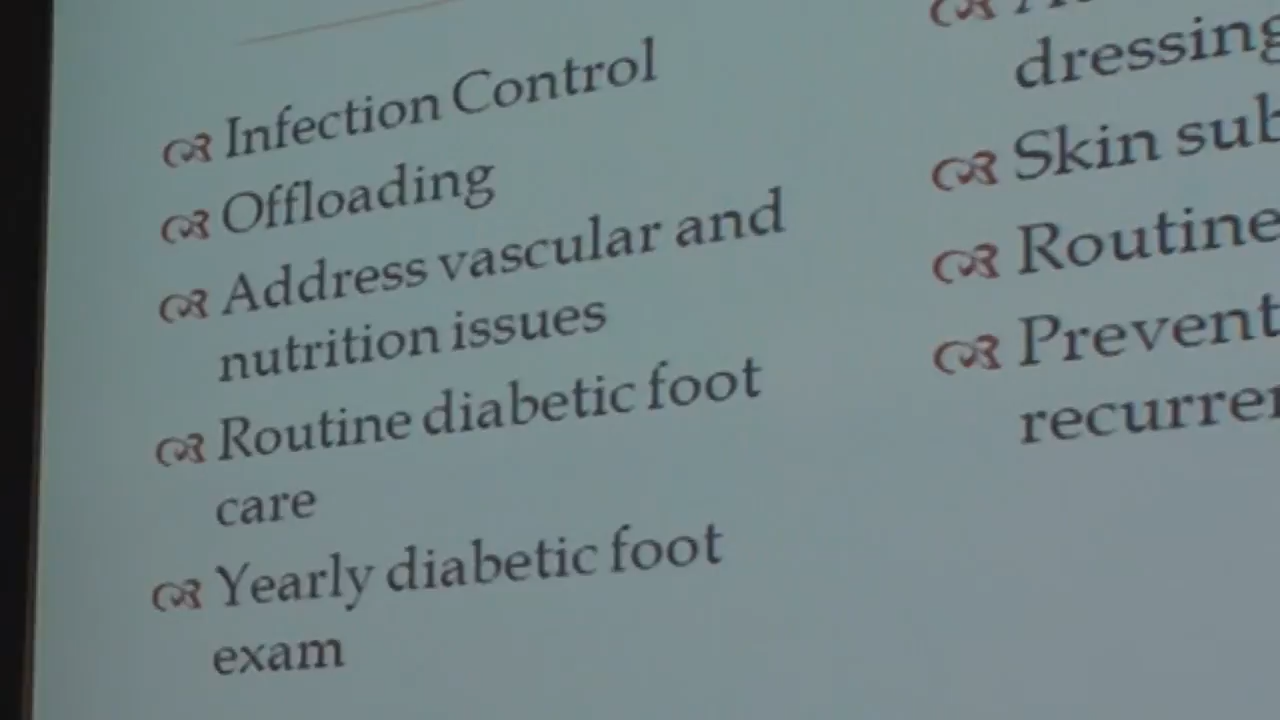 Infection Control
Offloading
Address vascular and
nutrition issues
Routine diabetic foot
care
Yearly diabetic foot
exam
dressing
Skin
Routine